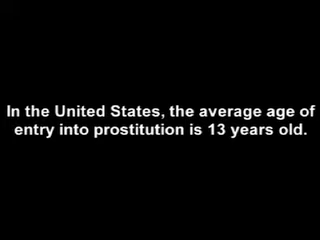 In the United States, the average age of
entry into prostitution is 13 years old.